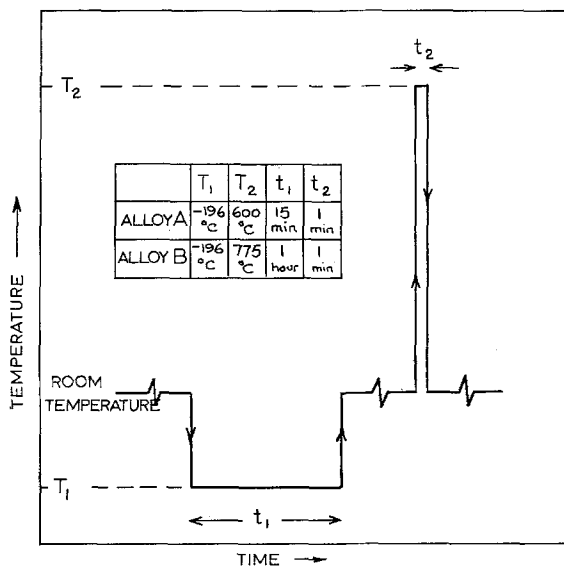 t₂
T₂
T₁ T₂ t₁ t₂
ALLOY A -196 °C 600 °C 15 min 1 min
ALLOY B -196 °C 775 °C 1 hour 1 min
TEMPERATURE
ROOM
TEMPERATURE
T₁
t₁
TIME